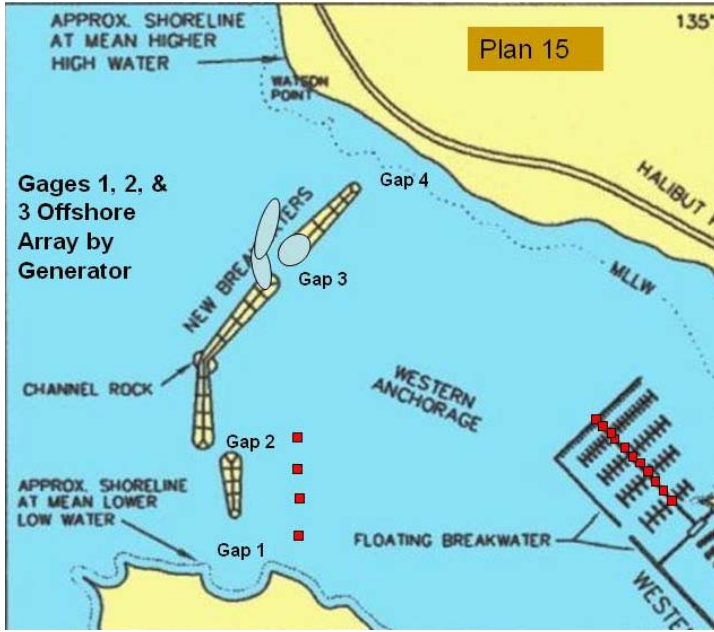 APPROX. SHORELINE
AT MEAN HIGHER
HIGH WATER
135°
Plan 15
WATSON
POINT
Gap 4
HALIBUT
Gages 1, 2, &
3 Offshore
Array by
Generator
Gap 3
MLLW
CHANNEL ROCK
WESTERN
ANCHORAGE
Gap 2
APPROX. SHORELINE
AT MEAN LOWER
LOW WATER
Gap 1
FLOATING BREAKWATER